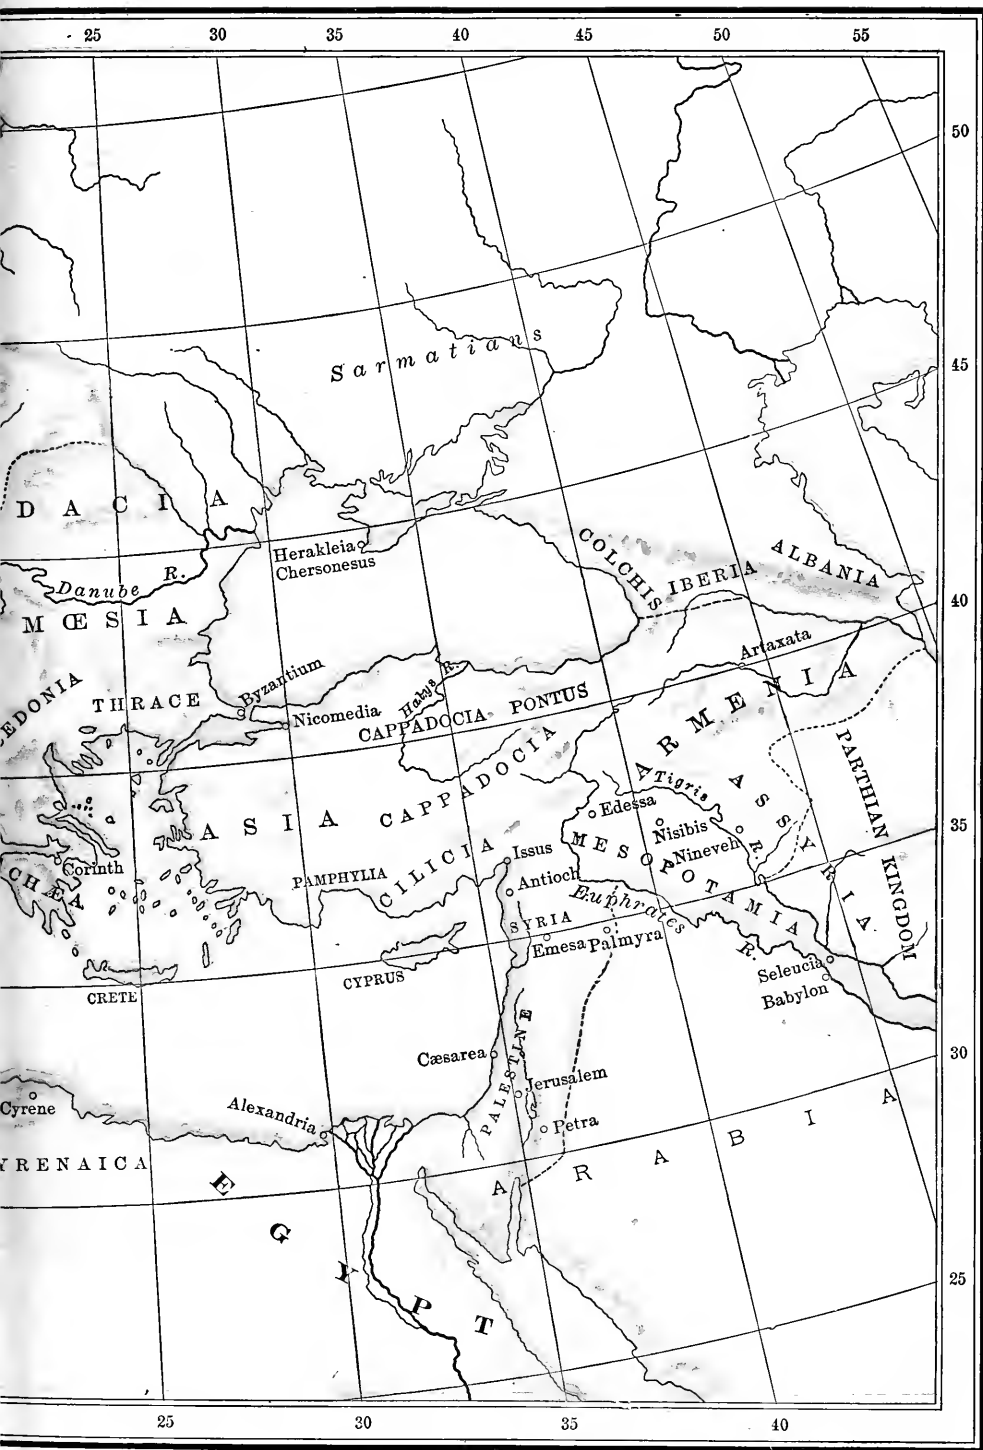 25 30 35 40 45 50 55
50
Sarmatians
45
DACIA
Herakleia
Chersonesus
COLCHIS
IBERIA
ALBANIA
Danube R.
40
MŒSIA
Artaxata
EDONIA
THRACE
Byzantium
Halys R.
Nicomedia
CAPPADOCIA PONTUS
ARMENIA
PARTHIAN KINGDOM
ASIA
CAPPADOCIA
Tigris R.
ASSYRIA
Edessa
Nisibis
35
MESOPOTAMIA
Nineveh
Issus
Corinth
CHÆA
PAMPHYLIA
CILICIA
Antioch
Euphrates R.
SYRIA
Emesa
Palmyra
CYPRUS
CRETE
Seleucia
Babylon
PALESTINE
Cæsarea
30
Jerusalem
Cyrene
Alexandria
Petra
ARABIA
YRENAICA
EGYPT
25
25 30 35 40